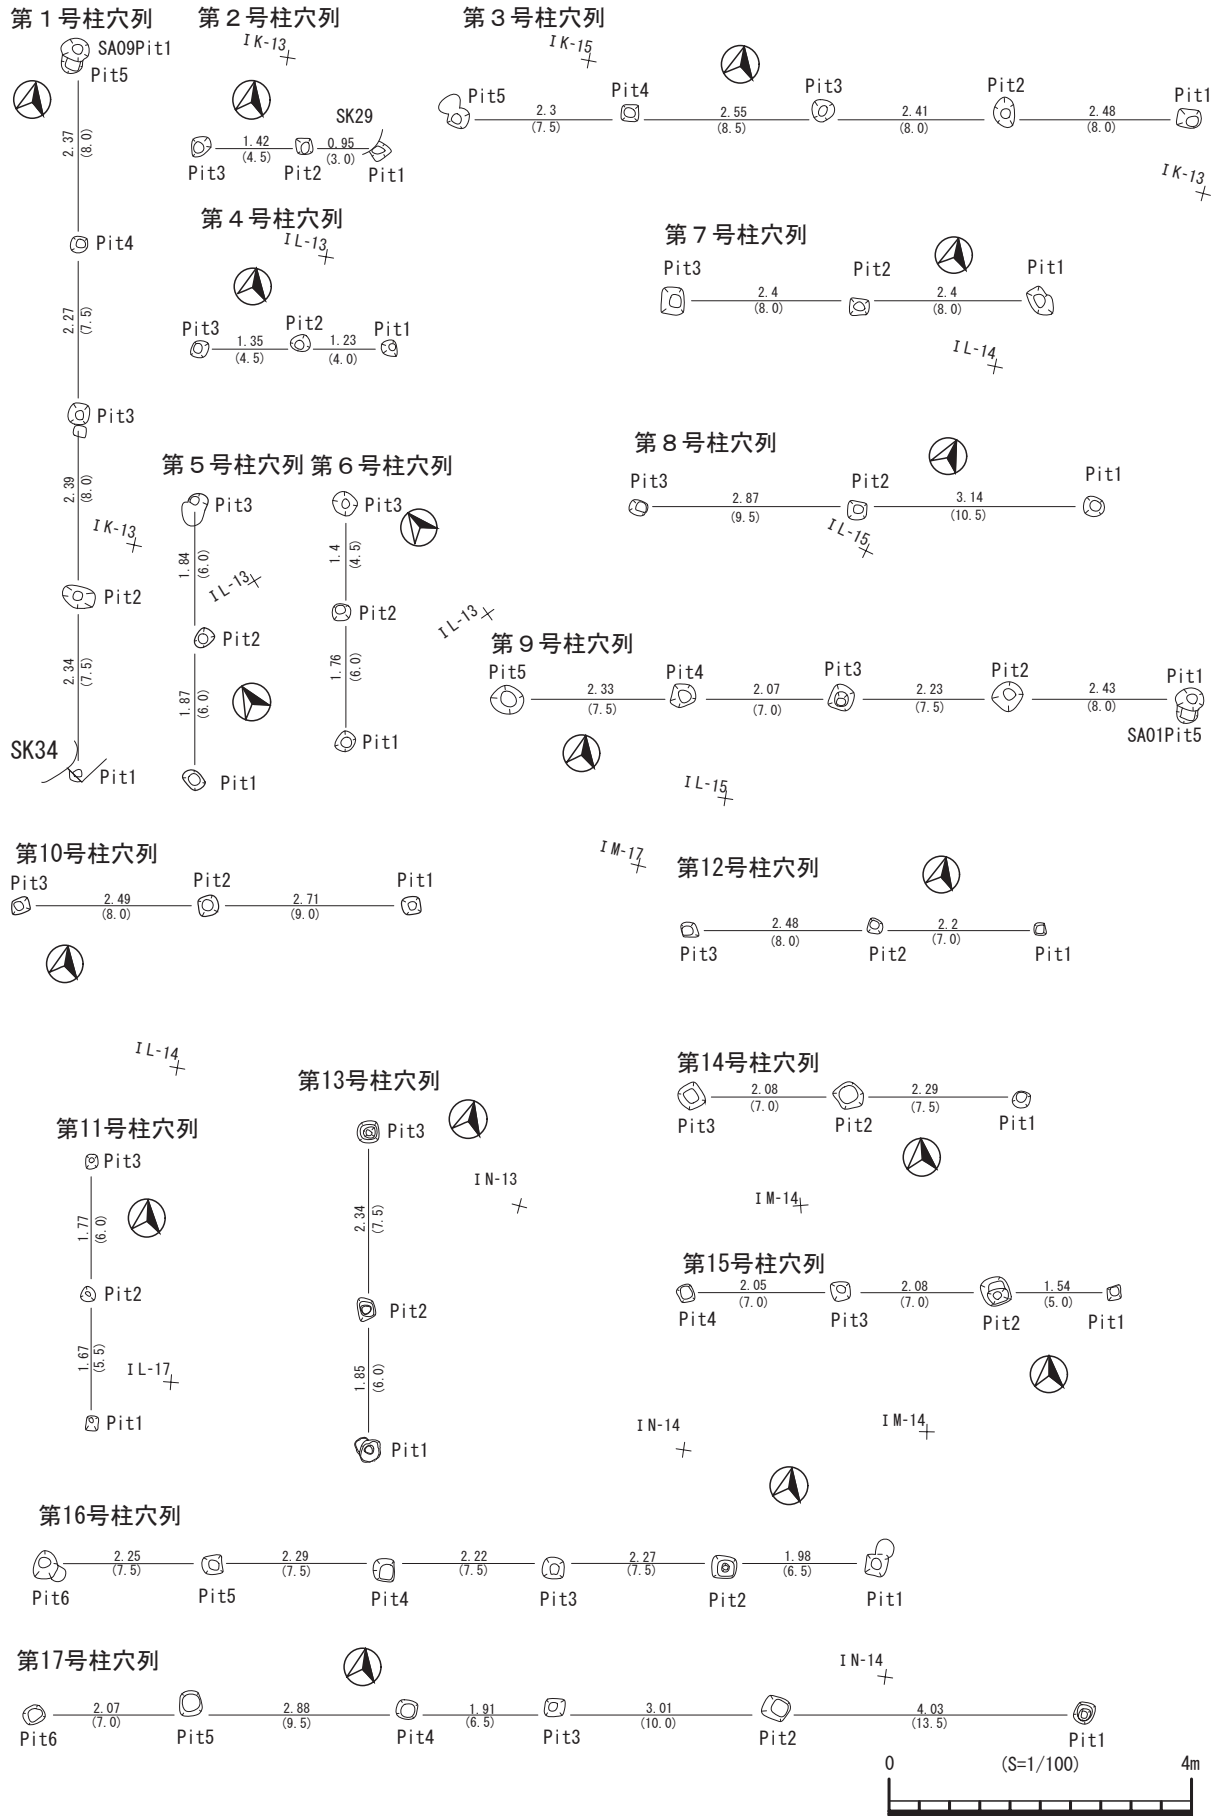 第１号柱穴列
SA09Pit1
Pit5
2.37
(8.0)
Pit4
2.27
(7.5)
Pit3
2.39
(8.0)
IK-13
Pit2
2.34
(7.5)
SK34
Pit1
第２号柱穴列
IK-13
SK29
1.42
(4.5)
0.95
(3.0)
Pit3
Pit2
Pit1
第３号柱穴列
IK-15
Pit5
Pit4
Pit3
Pit2
Pit1
2.3
(7.5)
2.55
(8.5)
2.41
(8.0)
2.48
(8.0)
IK-13
第４号柱穴列
IL-13
Pit3
Pit2
Pit1
1.35
(4.5)
1.23
(4.0)
第７号柱穴列
Pit3
Pit2
Pit1
2.4
(8.0)
2.4
(8.0)
IL-14
第５号柱穴列
Pit3
1.84
(6.0)
IL-13
Pit2
1.87
(6.0)
Pit1
第６号柱穴列
Pit3
1.4
(4.5)
Pit2
1.76
(6.0)
Pit1
IL-13
第８号柱穴列
Pit3
Pit2
Pit1
2.87
(9.5)
3.14
(10.5)
IL-15
第９号柱穴列
Pit5
Pit4
Pit3
Pit2
Pit1
2.33
(7.5)
2.07
(7.0)
2.23
(7.5)
2.43
(8.0)
SA01Pit5
IL-15
第10号柱穴列
Pit3
Pit2
Pit1
2.49
(8.0)
2.71
(9.0)
IL-14
IM-17
第12号柱穴列
2.48
(8.0)
2.2
(7.0)
Pit3
Pit2
Pit1
第11号柱穴列
Pit3
1.77
(6.0)
Pit2
1.67
(5.5)
IL-17
Pit1
第13号柱穴列
Pit3
IN-13
2.34
(7.5)
Pit2
1.85
(6.0)
Pit1
第14号柱穴列
2.08
(7.0)
2.29
(7.5)
Pit3
Pit2
Pit1
IM-14
第15号柱穴列
2.05
(7.0)
2.08
(7.0)
1.54
(5.0)
Pit4
Pit3
Pit2
Pit1
IN-14
IM-14
第16号柱穴列
2.25
(7.5)
2.29
(7.5)
2.22
(7.5)
2.27
(7.5)
1.98
(6.5)
Pit6
Pit5
Pit4
Pit3
Pit2
Pit1
第17号柱穴列
IN-14
2.07
(7.0)
2.88
(9.5)
1.91
(6.5)
3.01
(10.0)
4.03
(13.5)
Pit6
Pit5
Pit4
Pit3
Pit2
Pit1
0
(S=1/100)
4m